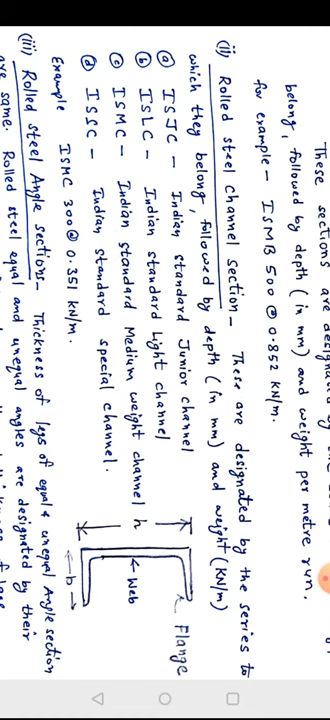 These sections are designated by the
belong, followed by depth (in mm) and weight per metre run.
for example - ISMB 500 @ 0.852 kN/m.
(ii) Rolled steel channel section - These are designated by the series to
which they belong, followed by depth (in mm) and weight (KN/m)
(a) ISJC - Indian standard Junior channel
(b) ISLC - Indian standard Light channel
(c) ISMC - Indian standard Medium weight channel
(d) ISSC - Indian standard special channel.
Example ISMC 300 @ 0.351 kN/m.
Flange
Web
h
b
(iii) Rolled steel Angle sections - Thickness of legs of equal & unequal Angle section
are same. Rolled steel equal and unequal angles are designated by their